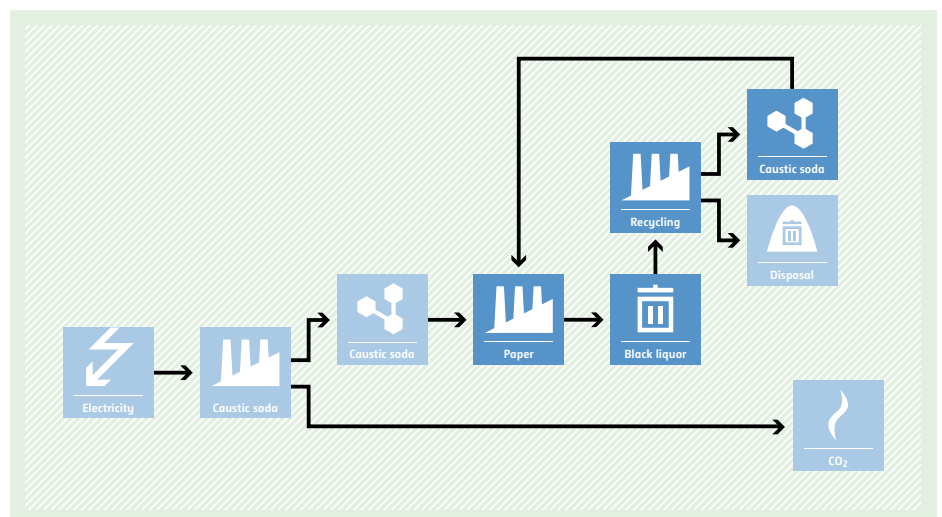 Caustic soda
Recycling
Disposal
Caustic soda
Paper
Black liquor
Electricity
Caustic soda
CO₂